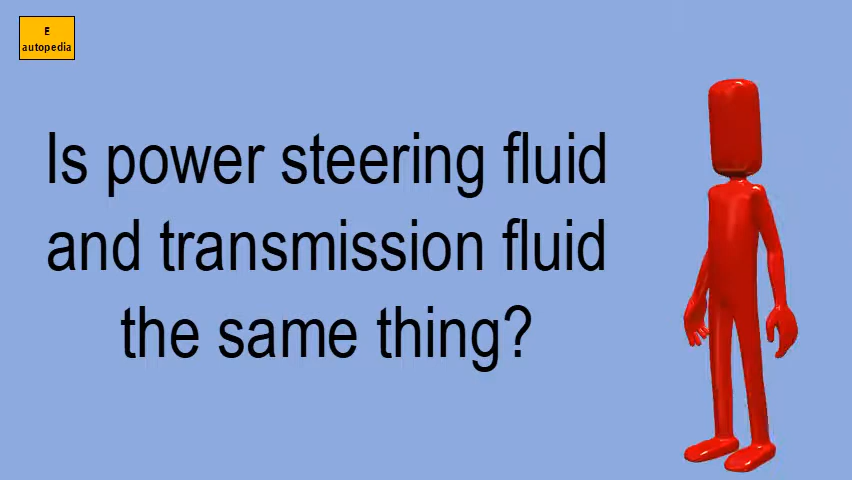 E
autopedia
Is power steering fluid
and transmission fluid
the same thing?